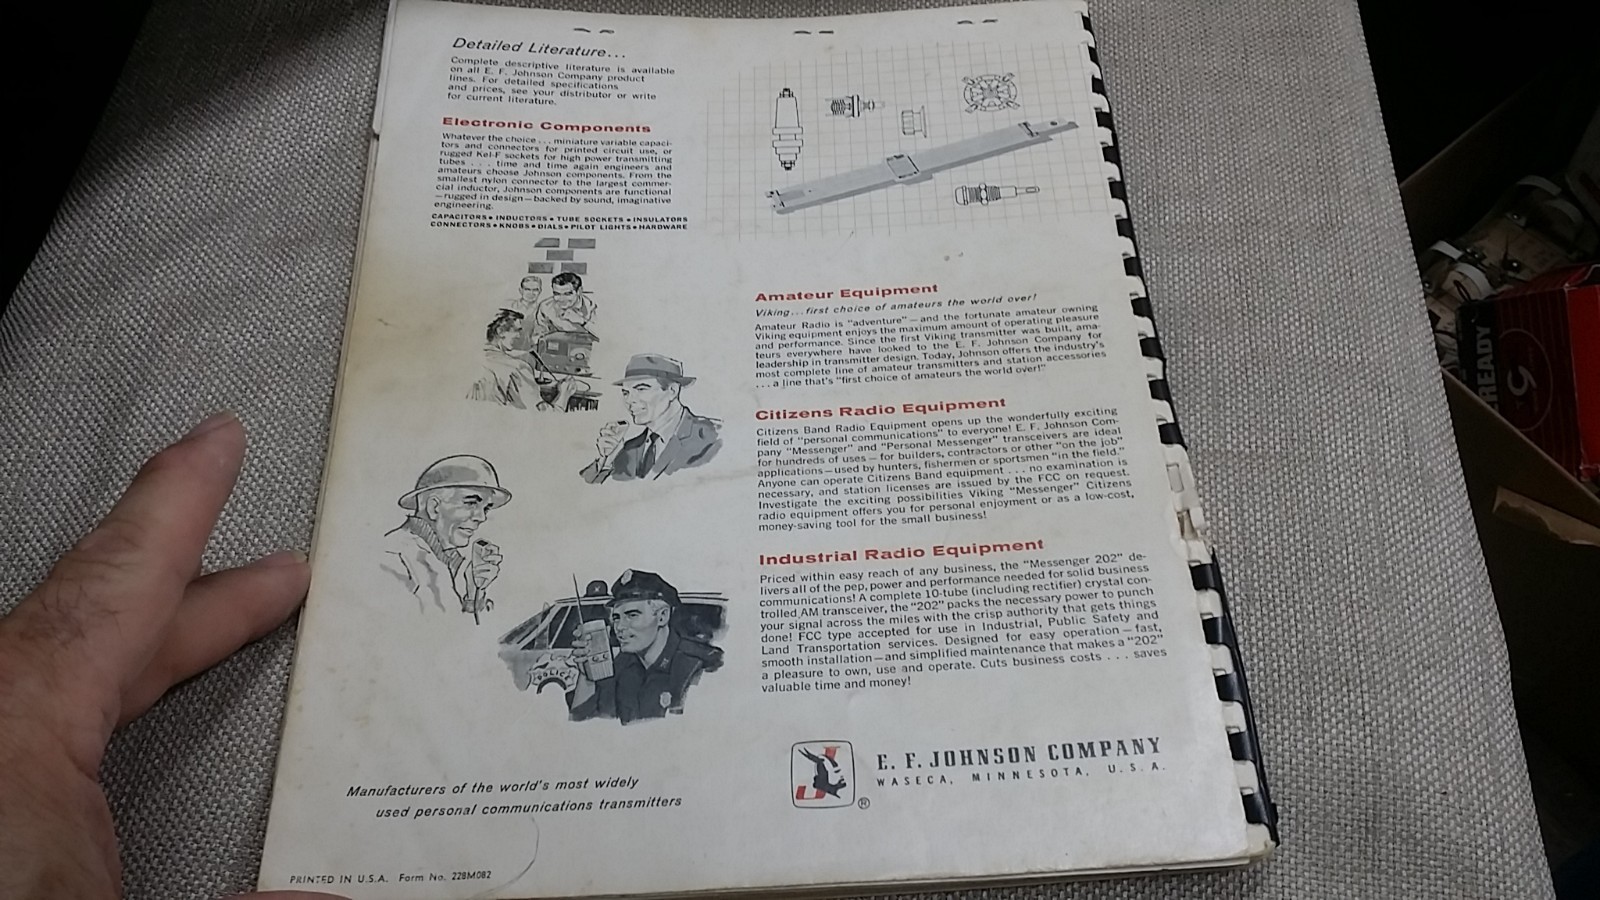 Detailed Literature...
Complete descriptive literature is available
on all E. F. Johnson Company product
lines. For detailed specifications
and prices, see your distributor or write
for current literature.
Electronic Components
Whatever the choice ... miniature variable capaci-
tors and connectors for printed circuit use, or
rugged Kel-F sockets for high power transmitting
tubes . . . time and time again engineers and
amateurs choose Johnson components. From the
smallest nylon connector to the largest commer-
cial inductor, Johnson components are functional
—rugged in design—backed by sound, imaginative
engineering.
CAPACITORS • INDUCTORS • TUBE SOCKETS • INSULATORS
CONNECTORS • KNOBS • DIALS • PILOT LIGHTS • HARDWARE
Amateur Equipment
Viking...first choice of amateurs the world over!
Amateur Radio is "adventure" — and the fortunate amateur owning
Viking equipment enjoys the maximum amount of operating pleasure
and performance. Since the first Viking transmitter was built, ama-
teurs everywhere have looked to the E. F. Johnson Company for
leadership in transmitter design. Today, Johnson offers the industry's
most complete line of amateur transmitters and station accessories
. . . a line that's "first choice of amateurs the world over!"
Citizens Radio Equipment
Citizens Band Radio Equipment opens up the wonderfully exciting
field of "personal communications" to everyone! E. F. Johnson Com-
pany "Messenger" and "Personal Messenger" transceivers are ideal
for hundreds of uses — for builders, contractors or other "on the job"
applications — used by hunters, fishermen or sportsmen "in the field."
Anyone can operate Citizens Band equipment . . . no examination is
necessary, and station licenses are issued by the FCC on request.
Investigate the exciting possibilities Viking "Messenger" Citizens
radio equipment offers you for personal enjoyment or as a low-cost,
money-saving tool for the small business!
Industrial Radio Equipment
Priced within easy reach of any business, the "Messenger 202" de-
livers all of the pep, power and performance needed for solid business
communications! A complete 10-tube (including rectifier) crystal con-
trolled AM transceiver, the "202" packs the necessary power to punch
your signal across the miles with the crisp authority that gets things
done! FCC type accepted for use in Industrial, Public Safety and
Land Transportation services. Designed for easy operation — fast,
smooth installation — and simplified maintenance that makes a "202"
a pleasure to own, use and operate. Cuts business costs . . . saves
valuable time and money!
POLICE
Manufacturers of the world's most widely
used personal communications transmitters
J
®
E. F. JOHNSON COMPANY
WASECA, MINNESOTA, U.S.A.
PRINTED IN U.S.A. Form No. 228M082
READY